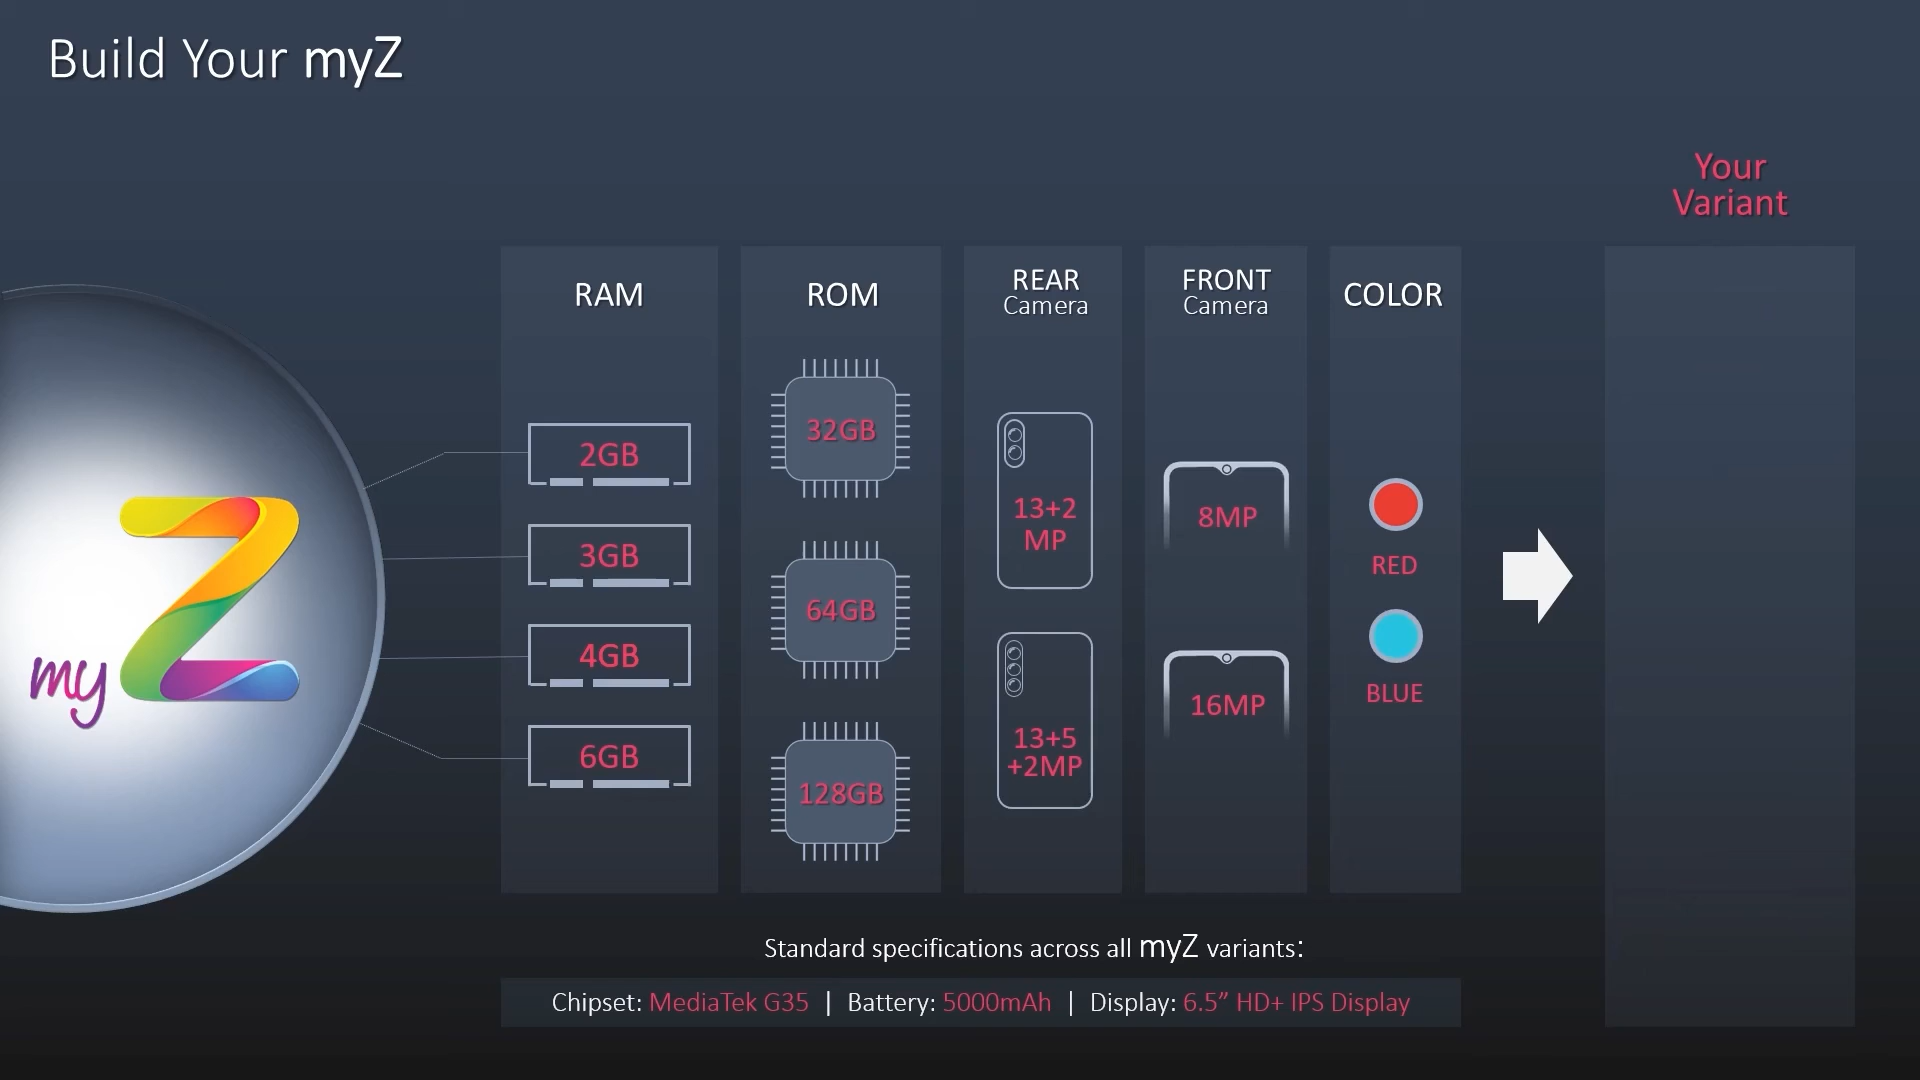 Build Your myZ
Your
Variant
RAM
ROM
REAR
Camera
FRONT
Camera
COLOR
2GB
3GB
4GB
6GB
32GB
64GB
128GB
13+2
MP
13+5
+2MP
8MP
16MP
RED
BLUE
my Z
Standard specifications across all myZ variants:
Chipset: MediaTek G35 | Battery: 5000mAh | Display: 6.5” HD+ IPS Display